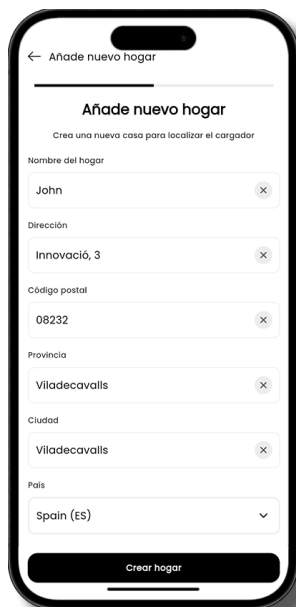 ← Añade nuevo hogar
Añade nuevo hogar
Crea una nueva casa para localizar el cargador
Nombre del hogar
John
Dirección
Innovació, 3
Código postal
08232
Provincia
Viladecavalls
Ciudad
Viladecavalls
País
Spain (ES)
Crear hogar